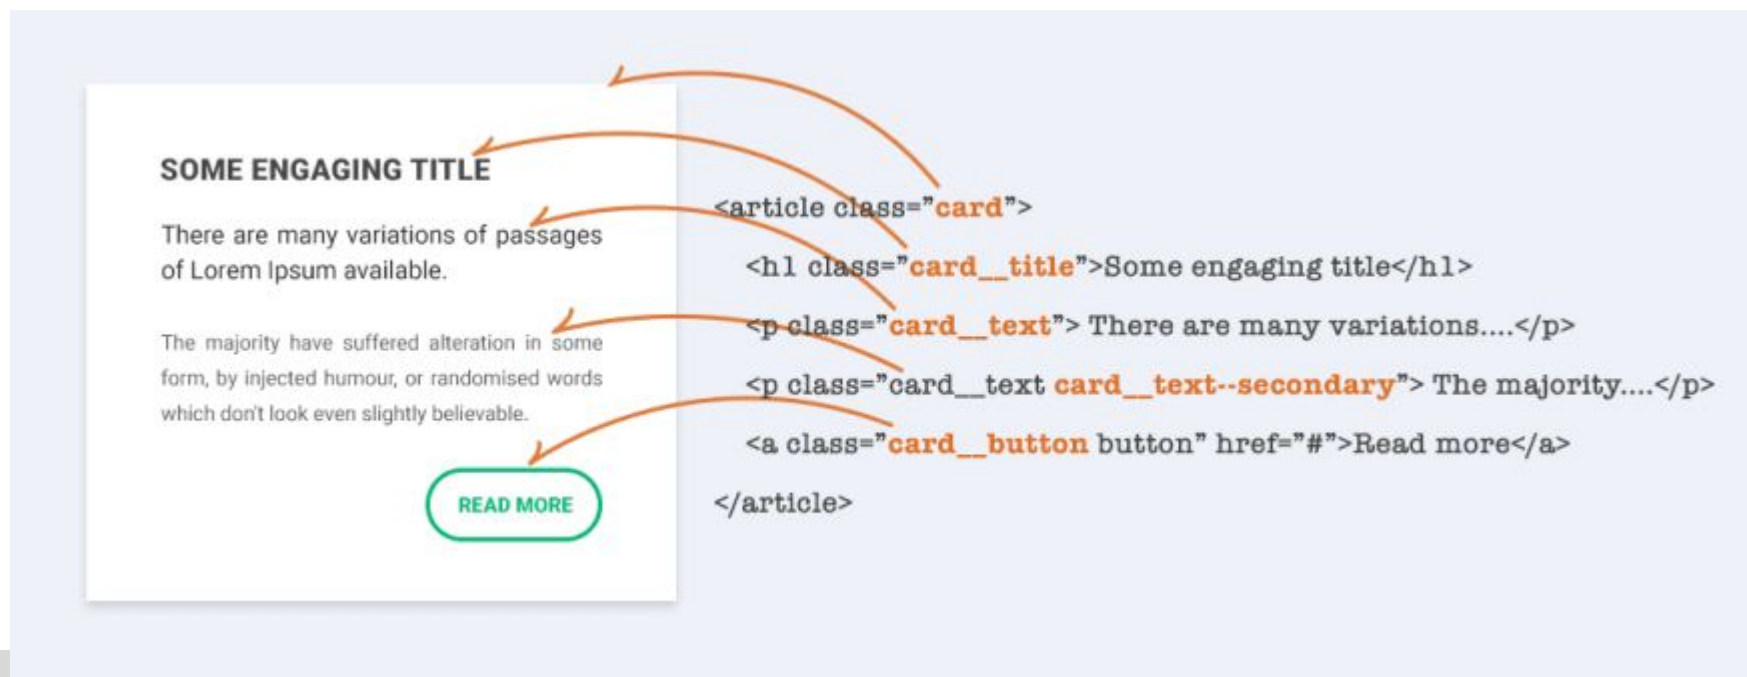 SOME ENGAGING TITLE
There are many variations of passages
of Lorem Ipsum available.
The majority have suffered alteration in some
form, by injected humour, or randomised words
which don't look even slightly believable.
READ MORE
<article class=”card”>
<h1 class=”card__title”>Some engaging title</h1>
<p class=”card__text”> There are many variations....</p>
<p class=”card__text card__text--secondary”> The majority....</p>
<a class=”card__button button” href=”#”>Read more</a>
</article>